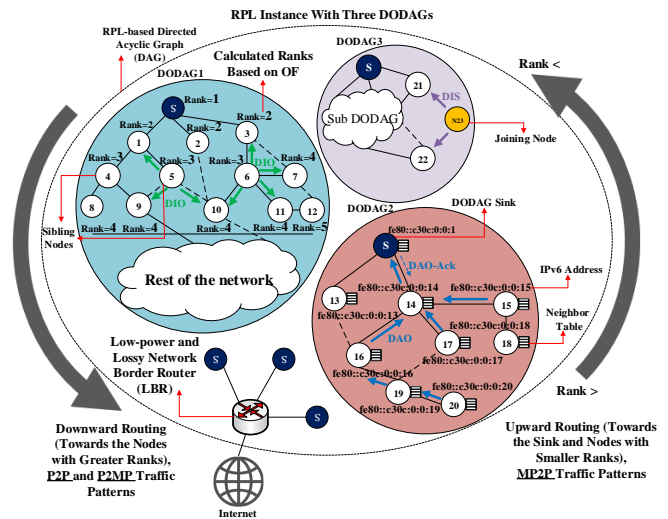 RPL Instance With Three DODAGs
RPL-based Directed
Acyclic Graph
(DAG)
Calculated Ranks
Based on OF
DODAG1
S
Rank=1
Rank=2
Rank=2
Rank=2
1
2
3
Rank=3
Rank=3
Rank=3
Rank=4
4
5
6
7
DIO
DIO
8
9
10
11
12
Rank=4
Rank=4
Rank=4
Rank=4
Rank=5
Sibling
Nodes
Rest of the network
DODAG3
S
21
DIS
N23
Sub DODAG
22
Joining Node
Rank <
DODAG2
DODAG Sink
fe80::c30c:0:0:1
S
DAO-Ack
IPv6 Address
fe80::c30c:0:0:14
fe80::c30c:0:0:15
13
14
15
fe80::c30c:0:0:13
fe80::c30c:0:0:18
DAO
18
Neighbor
Table
16
17
fe80::c30c:0:0:17
fe80::c30c:0:0:16
fe80::c30c:0:0:20
19
20
fe80::c30c:0:0:19
Rank >
Low-power and
Lossy Network
Border Router
(LBR)
S
S
S
Internet
Downward Routing
(Towards the Nodes
with Greater Ranks),
P2P and P2MP Traffic
Patterns
Upward Routing (Towards
the Sink and Nodes with
Smaller Ranks),
MP2P Traffic Patterns